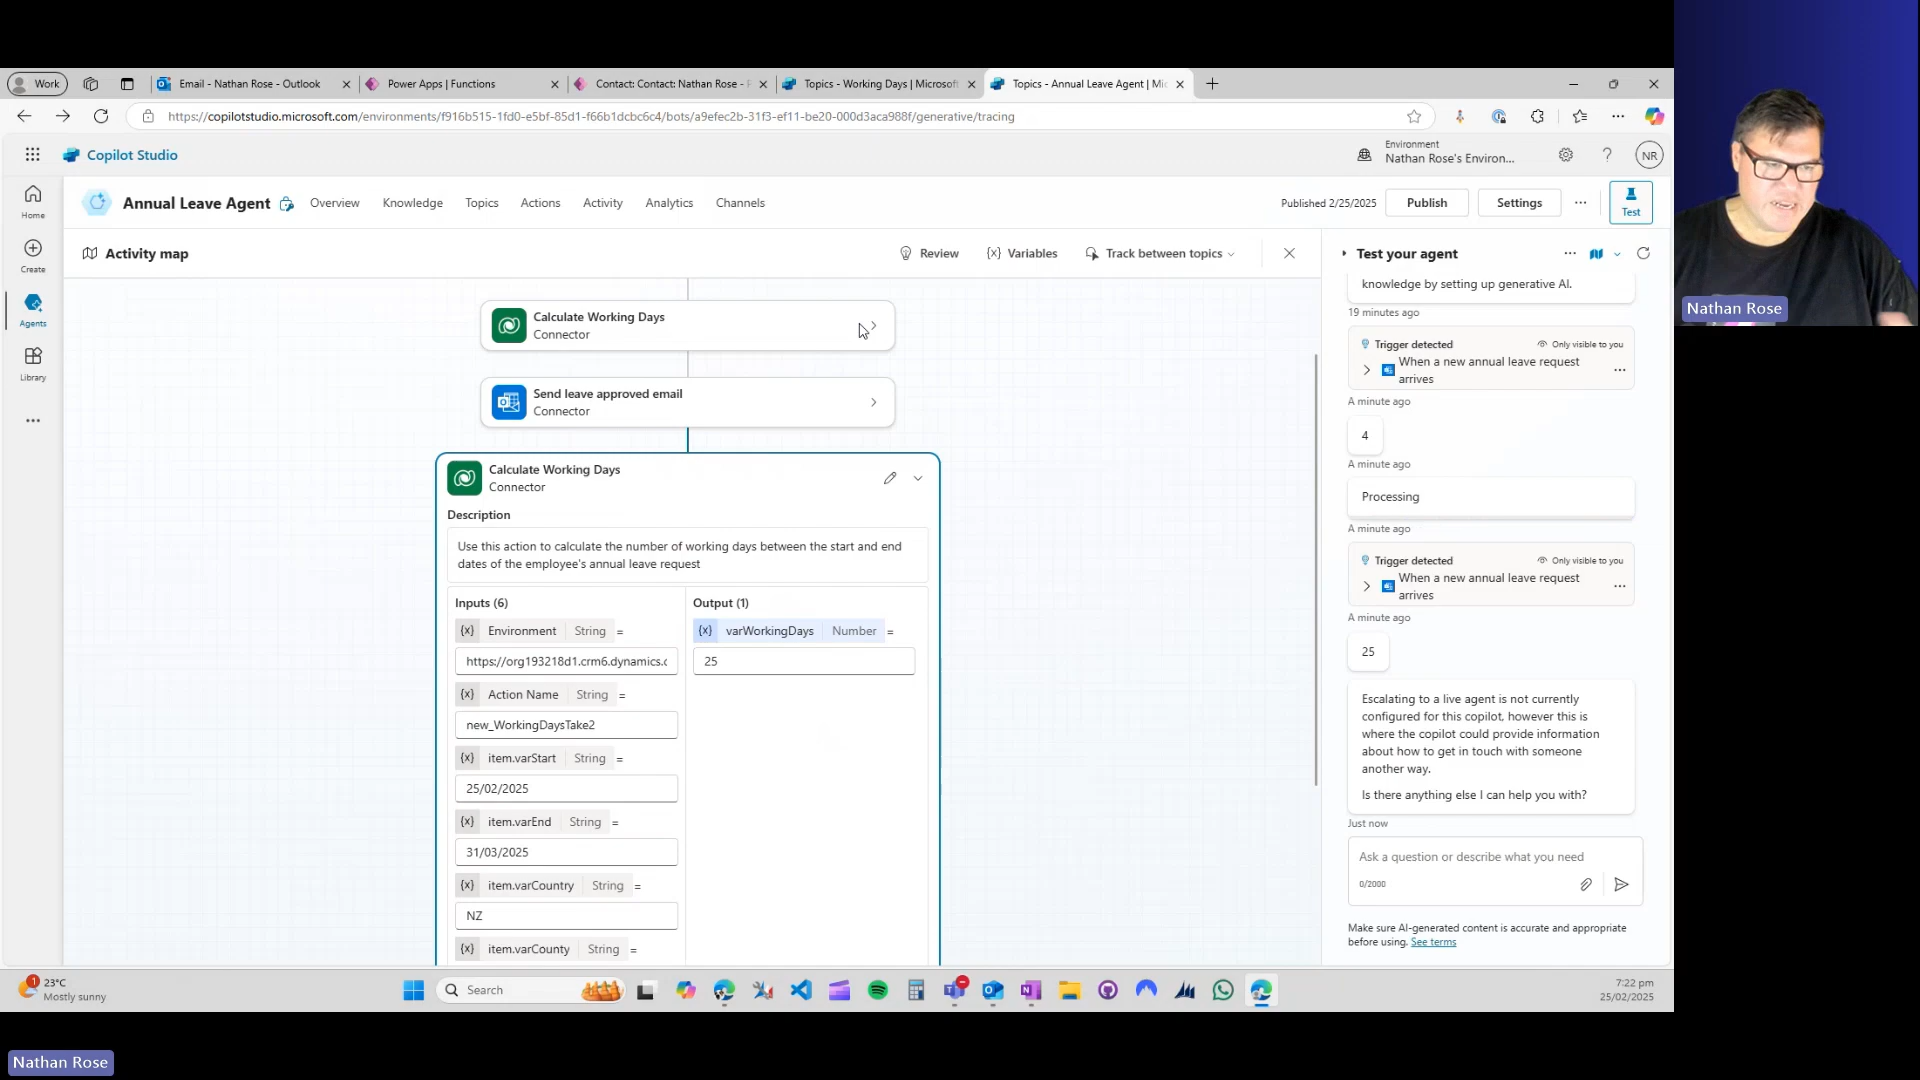 Work
Email - Nathan Rose - Outlook
Power Apps | Functions
Contact: Contact: Nathan Rose -
Topics - Working Days | Microsoft
Topics - Annual Leave Agent | Mic
https://copilotstudio.microsoft.com/environments/f916b515-1fd0-e5bf-85d1-f66b1dcbc6c4/bots/a9efec2b-31f3-ef11-be20-000d3aca988f/generative/tracing
Copilot Studio
Environment
Nathan Rose's Environ...
NR
Home
Create
Agents
Library
Annual Leave Agent
Overview
Knowledge
Topics
Actions
Activity
Analytics
Channels
Published 2/25/2025
Publish
Settings
Test
Activity map
Review
{x} Variables
Track between topics
Calculate Working Days
Connector
Send leave approved email
Connector
Calculate Working Days
Connector
Description
Use this action to calculate the number of working days between the start and end
dates of the employee's annual leave request
Inputs (6)
{x} Environment String =
https://org193218d1.crm6.dynamics.c
{x} Action Name String =
new_WorkingDaysTake2
{x} item.varStart String =
25/02/2025
{x} item.varEnd String =
31/03/2025
{x} item.varCountry String =
NZ
{x} item.varCounty String =
Output (1)
{x} varWorkingDays Number =
25
Test your agent
knowledge by setting up generative AI.
19 minutes ago
Trigger detected
Only visible to you
When a new annual leave request
arrives
A minute ago
4
A minute ago
Processing
A minute ago
Trigger detected
Only visible to you
When a new annual leave request
arrives
A minute ago
25
Escalating to a live agent is not currently
configured for this copilot, however this is
where the copilot could provide information
about how to get in touch with someone
another way.
Is there anything else I can help you with?
Just now
Ask a question or describe what you need
0/2000
Make sure AI-generated content is accurate and appropriate
before using. See terms
1
23°C
Mostly sunny
Search
7:22 pm
25/02/2025
Nathan Rose
Nathan Rose